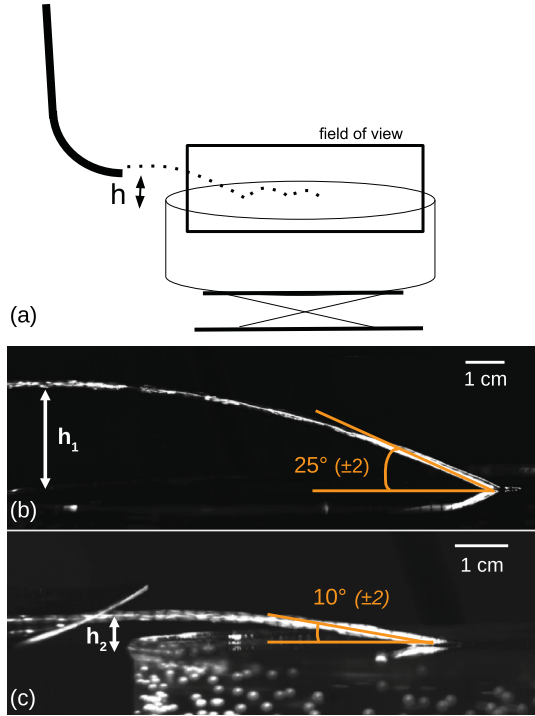 field of view
h
(a)
1 cm
h₁
25° (±2)
(b)
1 cm
10° (±2)
h₂
(c)